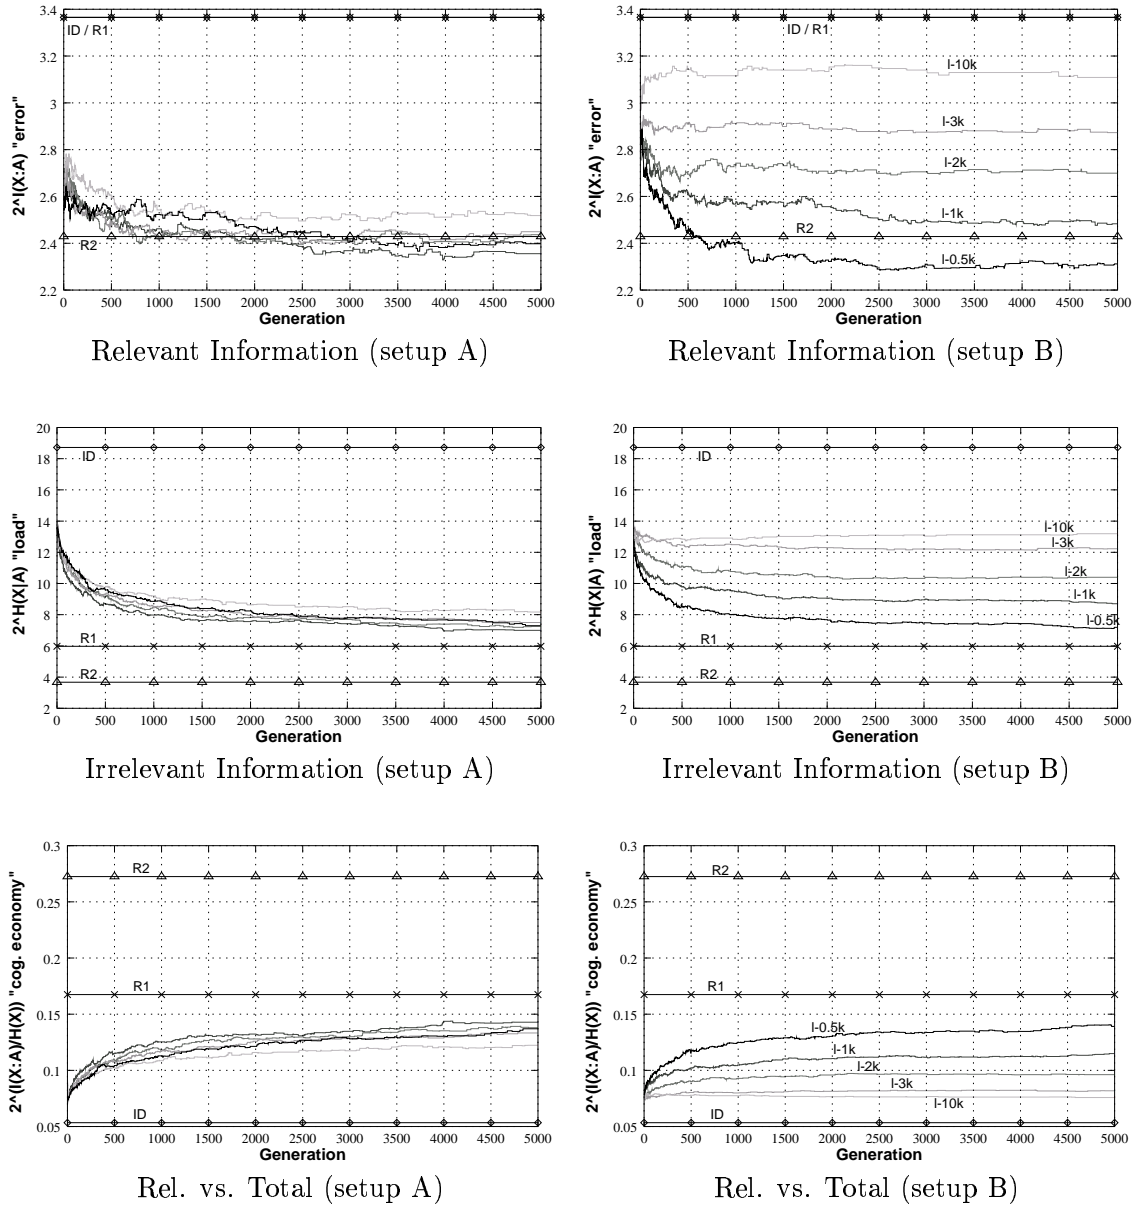 3.4
3.2
3
2.8
2.6
2.4
2.2
2^I(X:A) "error"
ID / R1
R2
0 500 1000 1500 2000 2500 3000 3500 4000 4500 5000
Generation
Relevant Information (setup A)
3.4
3.2
3
2.8
2.6
2.4
2.2
2^I(X:A) "error"
ID / R1
l-10k
l-3k
l-2k
l-1k
R2
l-0.5k
0 500 1000 1500 2000 2500 3000 3500 4000 4500 5000
Generation
Relevant Information (setup B)
20
18
16
14
12
10
8
6
4
2
2^H(X|A) "load"
ID
R1
R2
0 500 1000 1500 2000 2500 3000 3500 4000 4500 5000
Generation
Irrelevant Information (setup A)
20
18
16
14
12
10
8
6
4
2
2^H(X|A) "load"
ID
l-10k
l-3k
l-2k
l-1k
l-0.5k
R1
R2
0 500 1000 1500 2000 2500 3000 3500 4000 4500 5000
Generation
Irrelevant Information (setup B)
0.3
0.25
0.2
0.15
0.1
0.05
2^(I(X:A)/H(X)) "cog. economy"
R2
R1
ID
0 500 1000 1500 2000 2500 3000 3500 4000 4500 5000
Generation
Rel. vs. Total (setup A)
0.3
0.25
0.2
0.15
0.1
0.05
2^(I(X:A)/H(X)) "cog. economy"
R2
R1
l-0.5k
l-1k
l-2k
l-3k
l-10k
ID
0 500 1000 1500 2000 2500 3000 3500 4000 4500 5000
Generation
Rel. vs. Total (setup B)